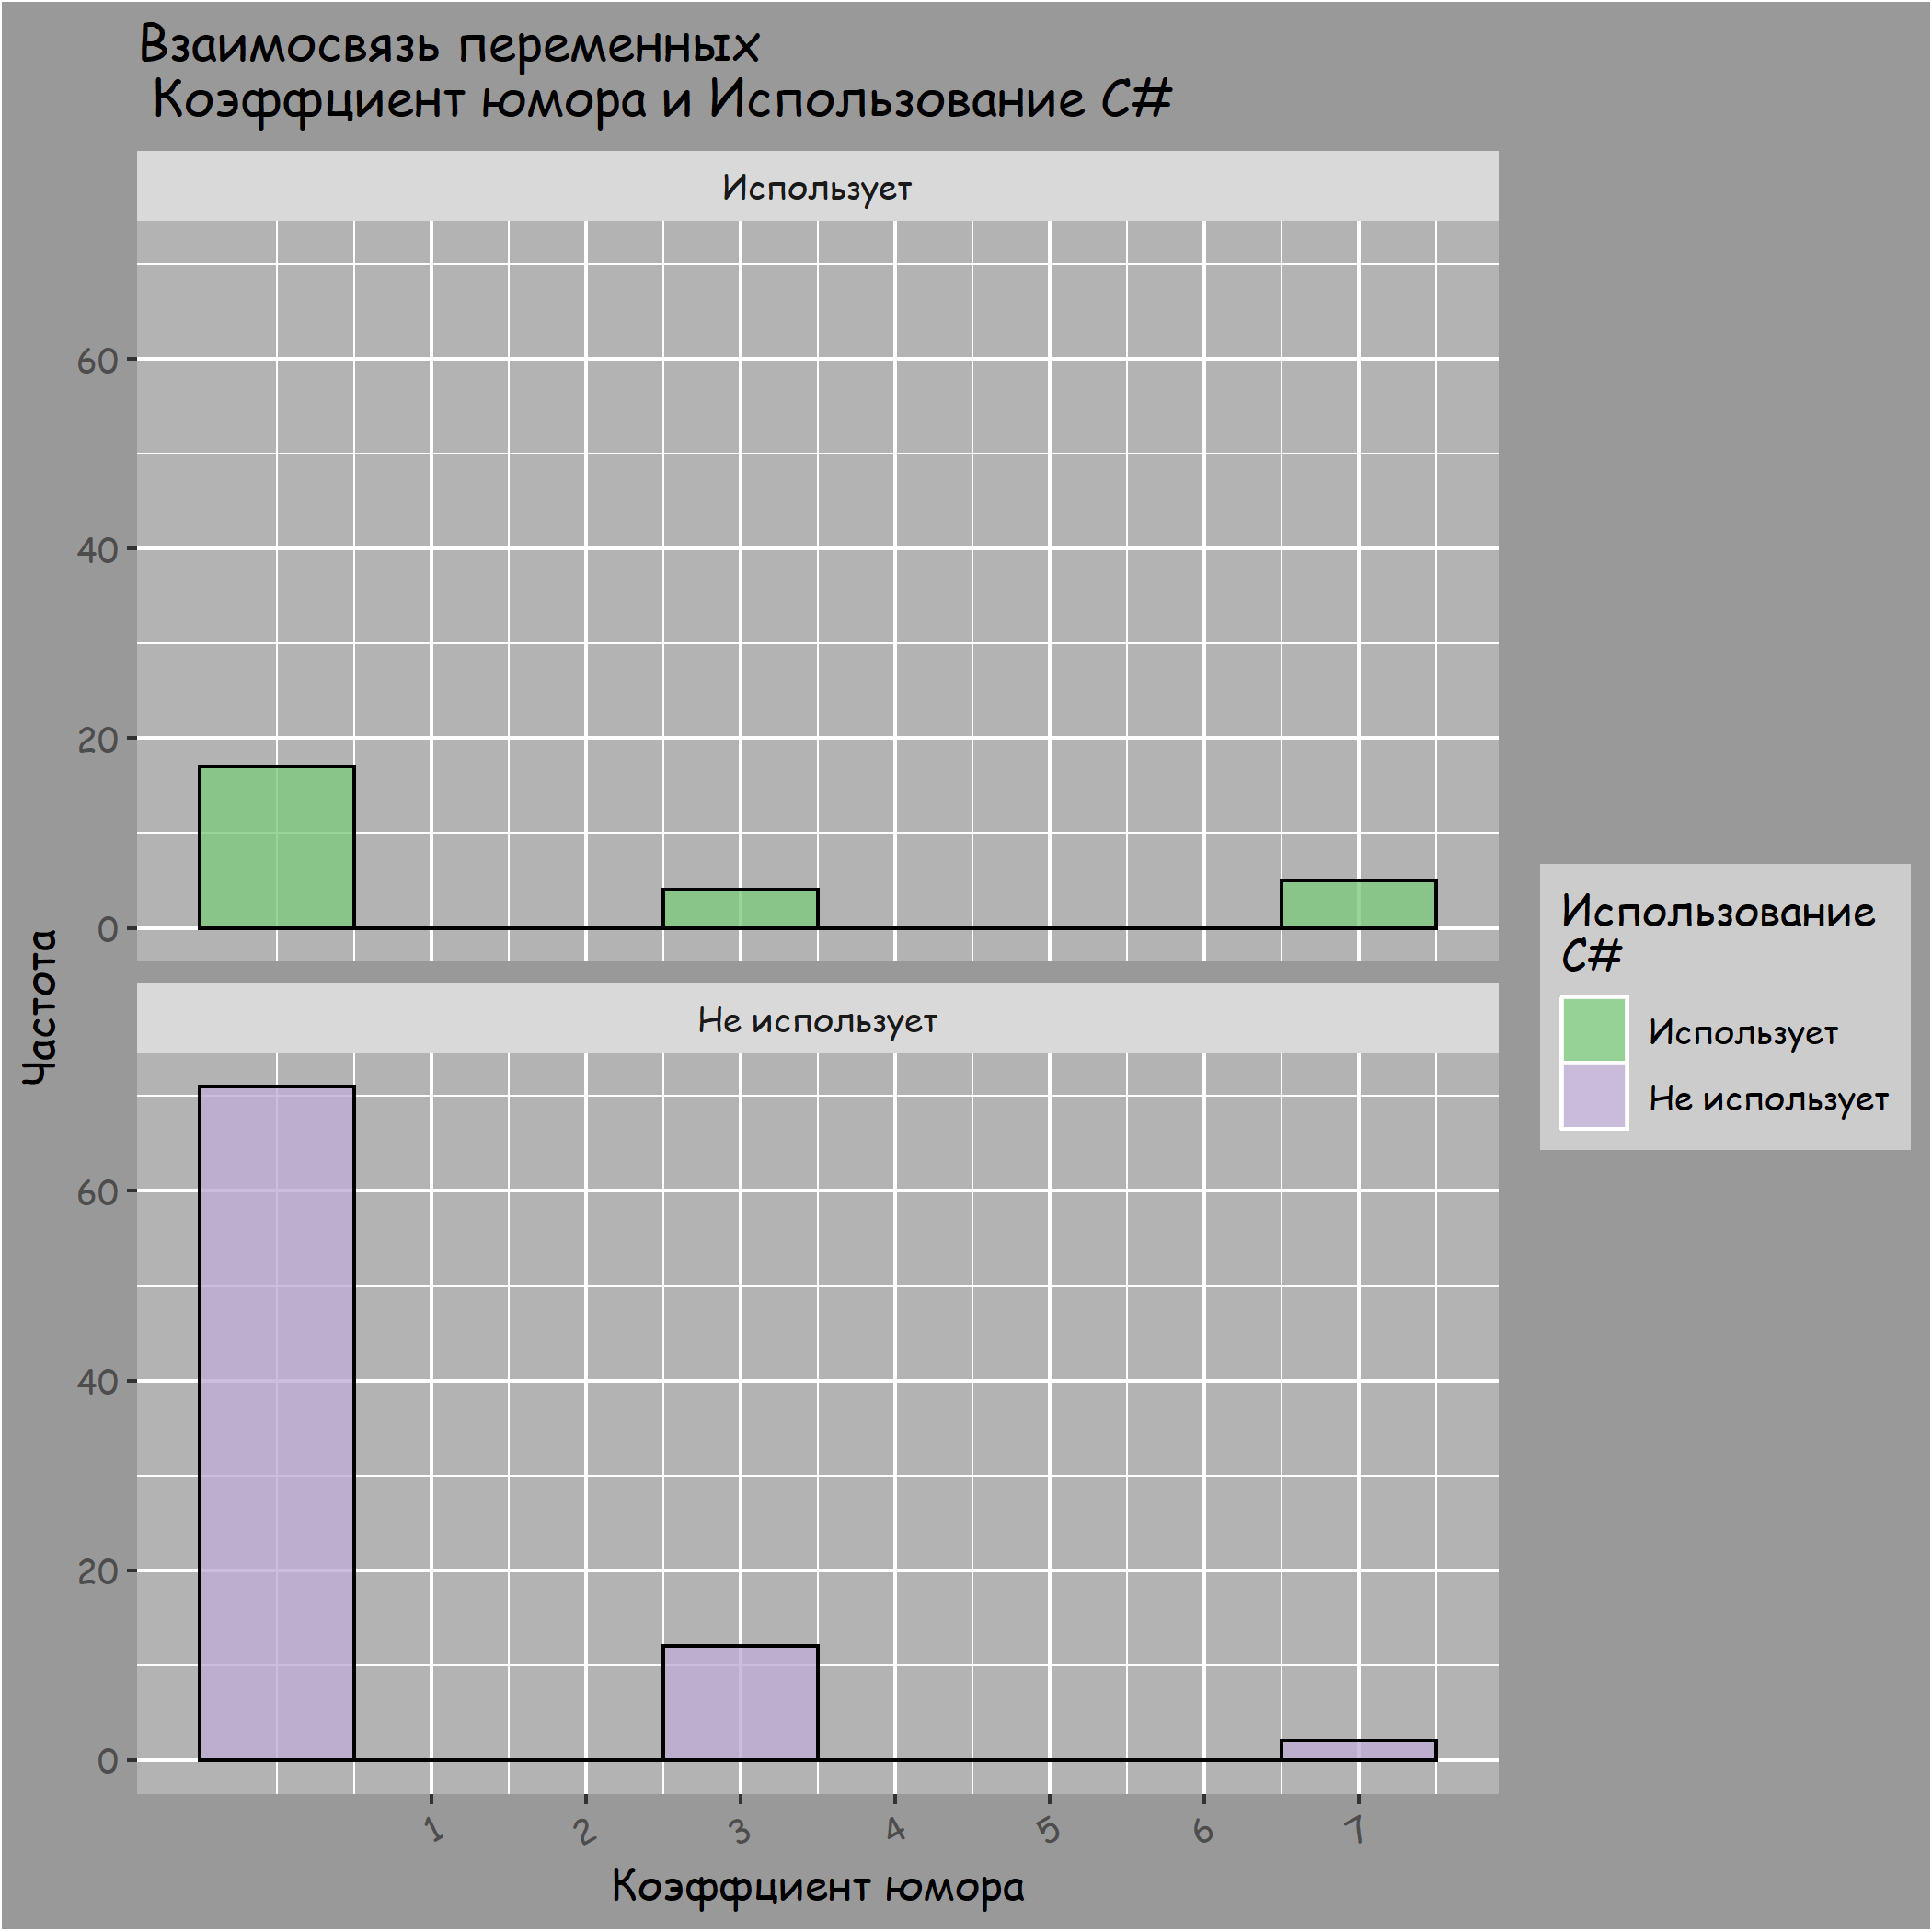 Взаимосвязь переменных
Коэффциент юмора и Использование C#
Использует
60
40
20
0
Не использует
60
40
20
0
1 2 3 4 5 6 7
Коэффциент юмора
Частота
Использование
C#
Использует
Не использует